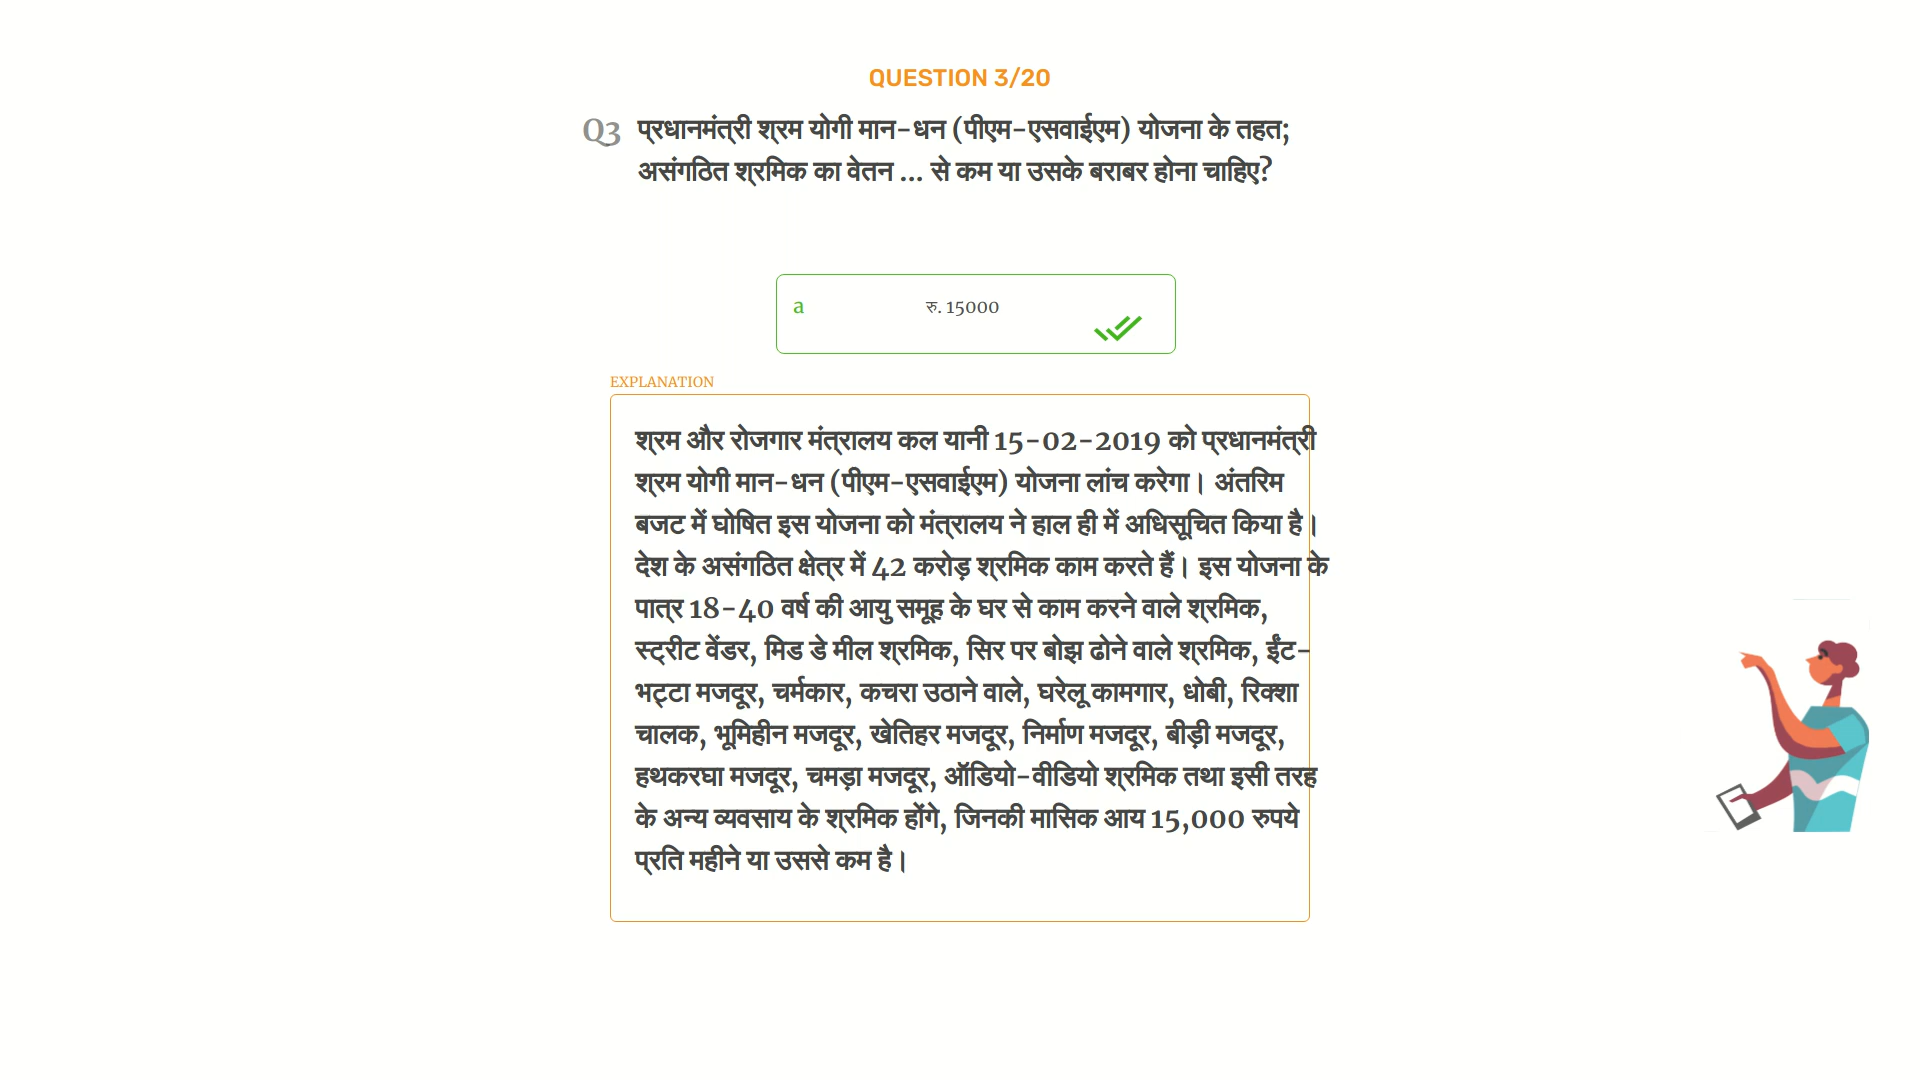 QUESTION 3/20
Q3 प्रधानमंत्री श्रम योगी मान-धन (पीएम-एसवाईएम) योजना के तहत;
असंगठित श्रमिक का वेतन ... से कम या उसके बराबर होना चाहिए?
a रु. 15000
EXPLANATION
श्रम और रोजगार मंत्रालय कल यानी 15-02-2019 को प्रधानमंत्री
श्रम योगी मान-धन (पीएम-एसवाईएम) योजना लांच करेगा। अंतरिम
बजट में घोषित इस योजना को मंत्रालय ने हाल ही में अधिसूचित किया है।
देश के असंगठित क्षेत्र में 42 करोड़ श्रमिक काम करते हैं। इस योजना के
पात्र 18-40 वर्ष की आयु समूह के घर से काम करने वाले श्रमिक,
स्ट्रीट वेंडर, मिड डे मील श्रमिक, सिर पर बोझ ढोने वाले श्रमिक, ईंट-
भट्टा मजदूर, चर्मकार, कचरा उठाने वाले, घरेलू कामगार, धोबी, रिक्शा
चालक, भूमिहीन मजदूर, खेतिहर मजदूर, निर्माण मजदूर, बीड़ी मजदूर,
हथकरघा मजदूर, चमड़ा मजदूर, ऑडियो-वीडियो श्रमिक तथा इसी तरह
के अन्य व्यवसाय के श्रमिक होंगे, जिनकी मासिक आय 15,000 रुपये
प्रति महीने या उससे कम है।